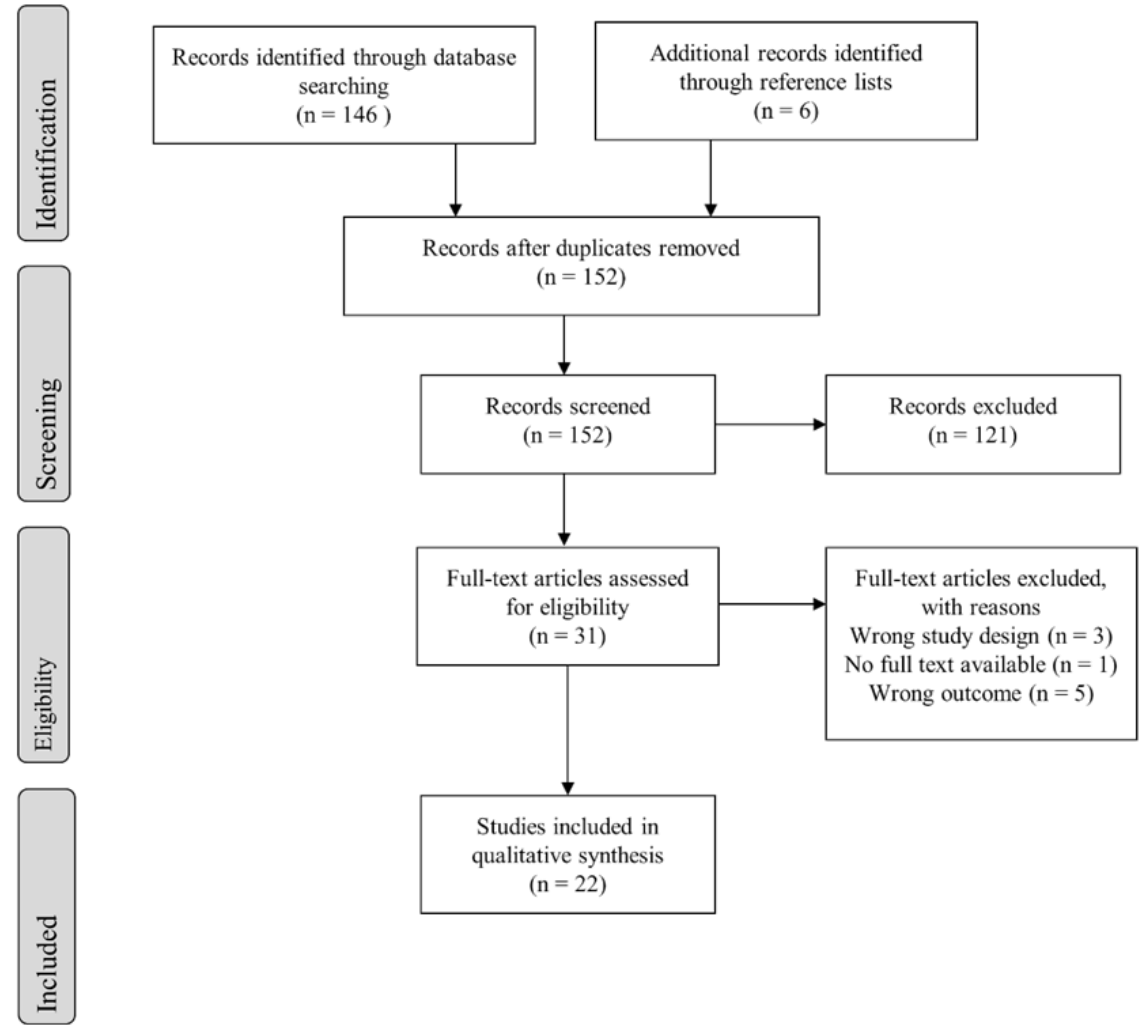 Identification
Records identified through database
searching
(n = 146 )
Additional records identified
through reference lists
(n = 6)
Records after duplicates removed
(n = 152)
Screening
Records screened
(n = 152)
Records excluded
(n = 121)
Eligibility
Full-text articles assessed
for eligibility
(n = 31)
Full-text articles excluded,
with reasons
Wrong study design (n = 3)
No full text available (n = 1)
Wrong outcome (n = 5)
Included
Studies included in
qualitative synthesis
(n = 22)